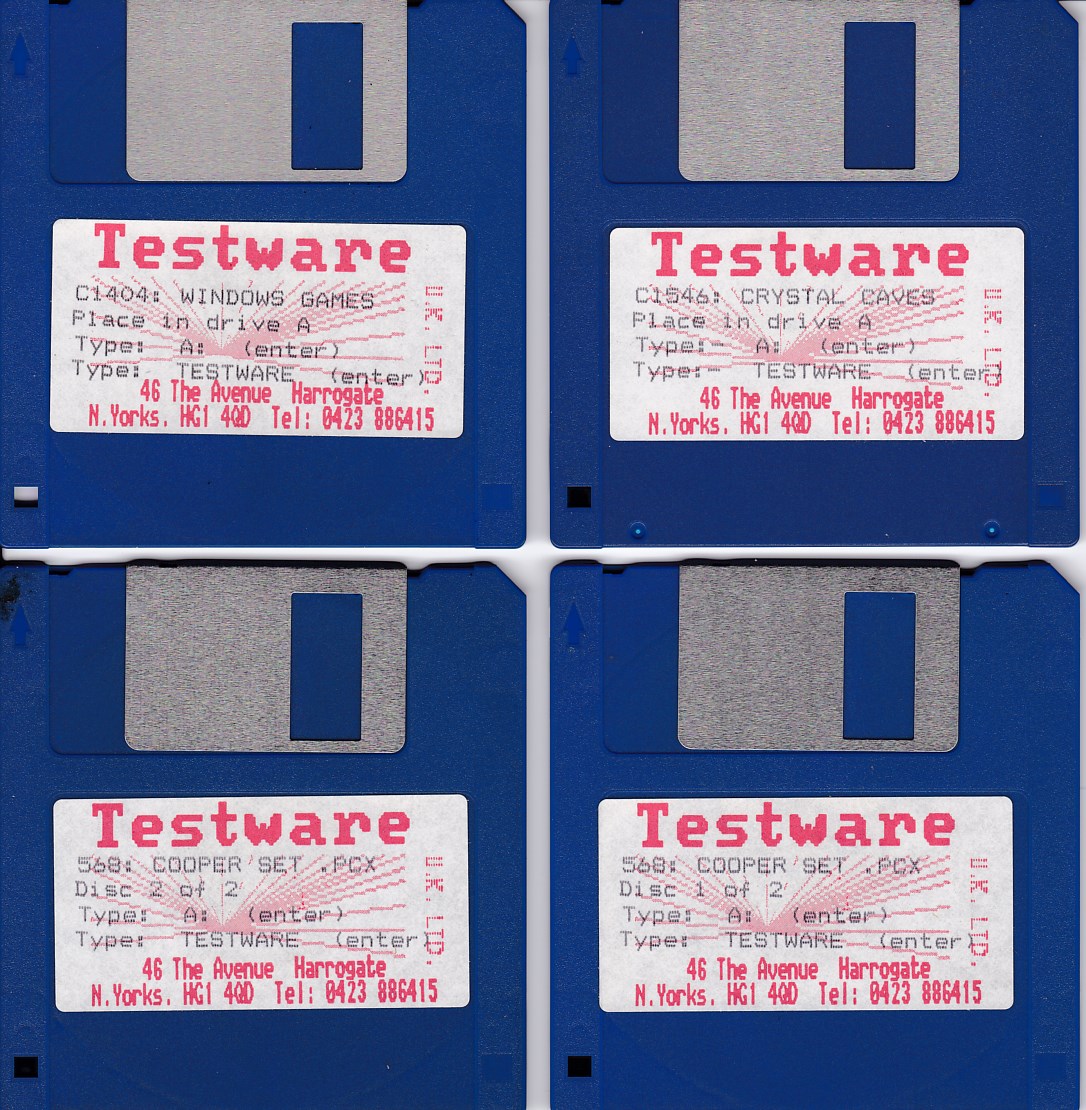 Testware
U.K. LTD.
C1404: WINDOWS GAMES
Place in drive A
Type: A: (enter)
Type: TESTWARE (enter)
46 The Avenue Harrogate
N.Yorks. HG1 4QD Tel: 0423 886415
Testware
U.K. LTD.
C1546: CRYSTAL CAVES
Place in drive A
Type:- A: (enter)
Type:- TESTWARE (enter)
46 The Avenue Harrogate
N.Yorks. HG1 4QD Tel: 0423 886415
Testware
U.K. LTD.
568: COOPER SET .PCX
Disc 2 of 2
Type: A: (enter)
Type: TESTWARE (enter)
46 The Avenue Harrogate
N.Yorks. HG1 4QD Tel: 0423 886415
Testware
U.K. LTD.
568: COOPER SET .PCX
Disc 1 of 2
Type: A: (enter)
Type: TESTWARE (enter)
46 The Avenue Harrogate
N.Yorks. HG1 4QD Tel: 0423 886415